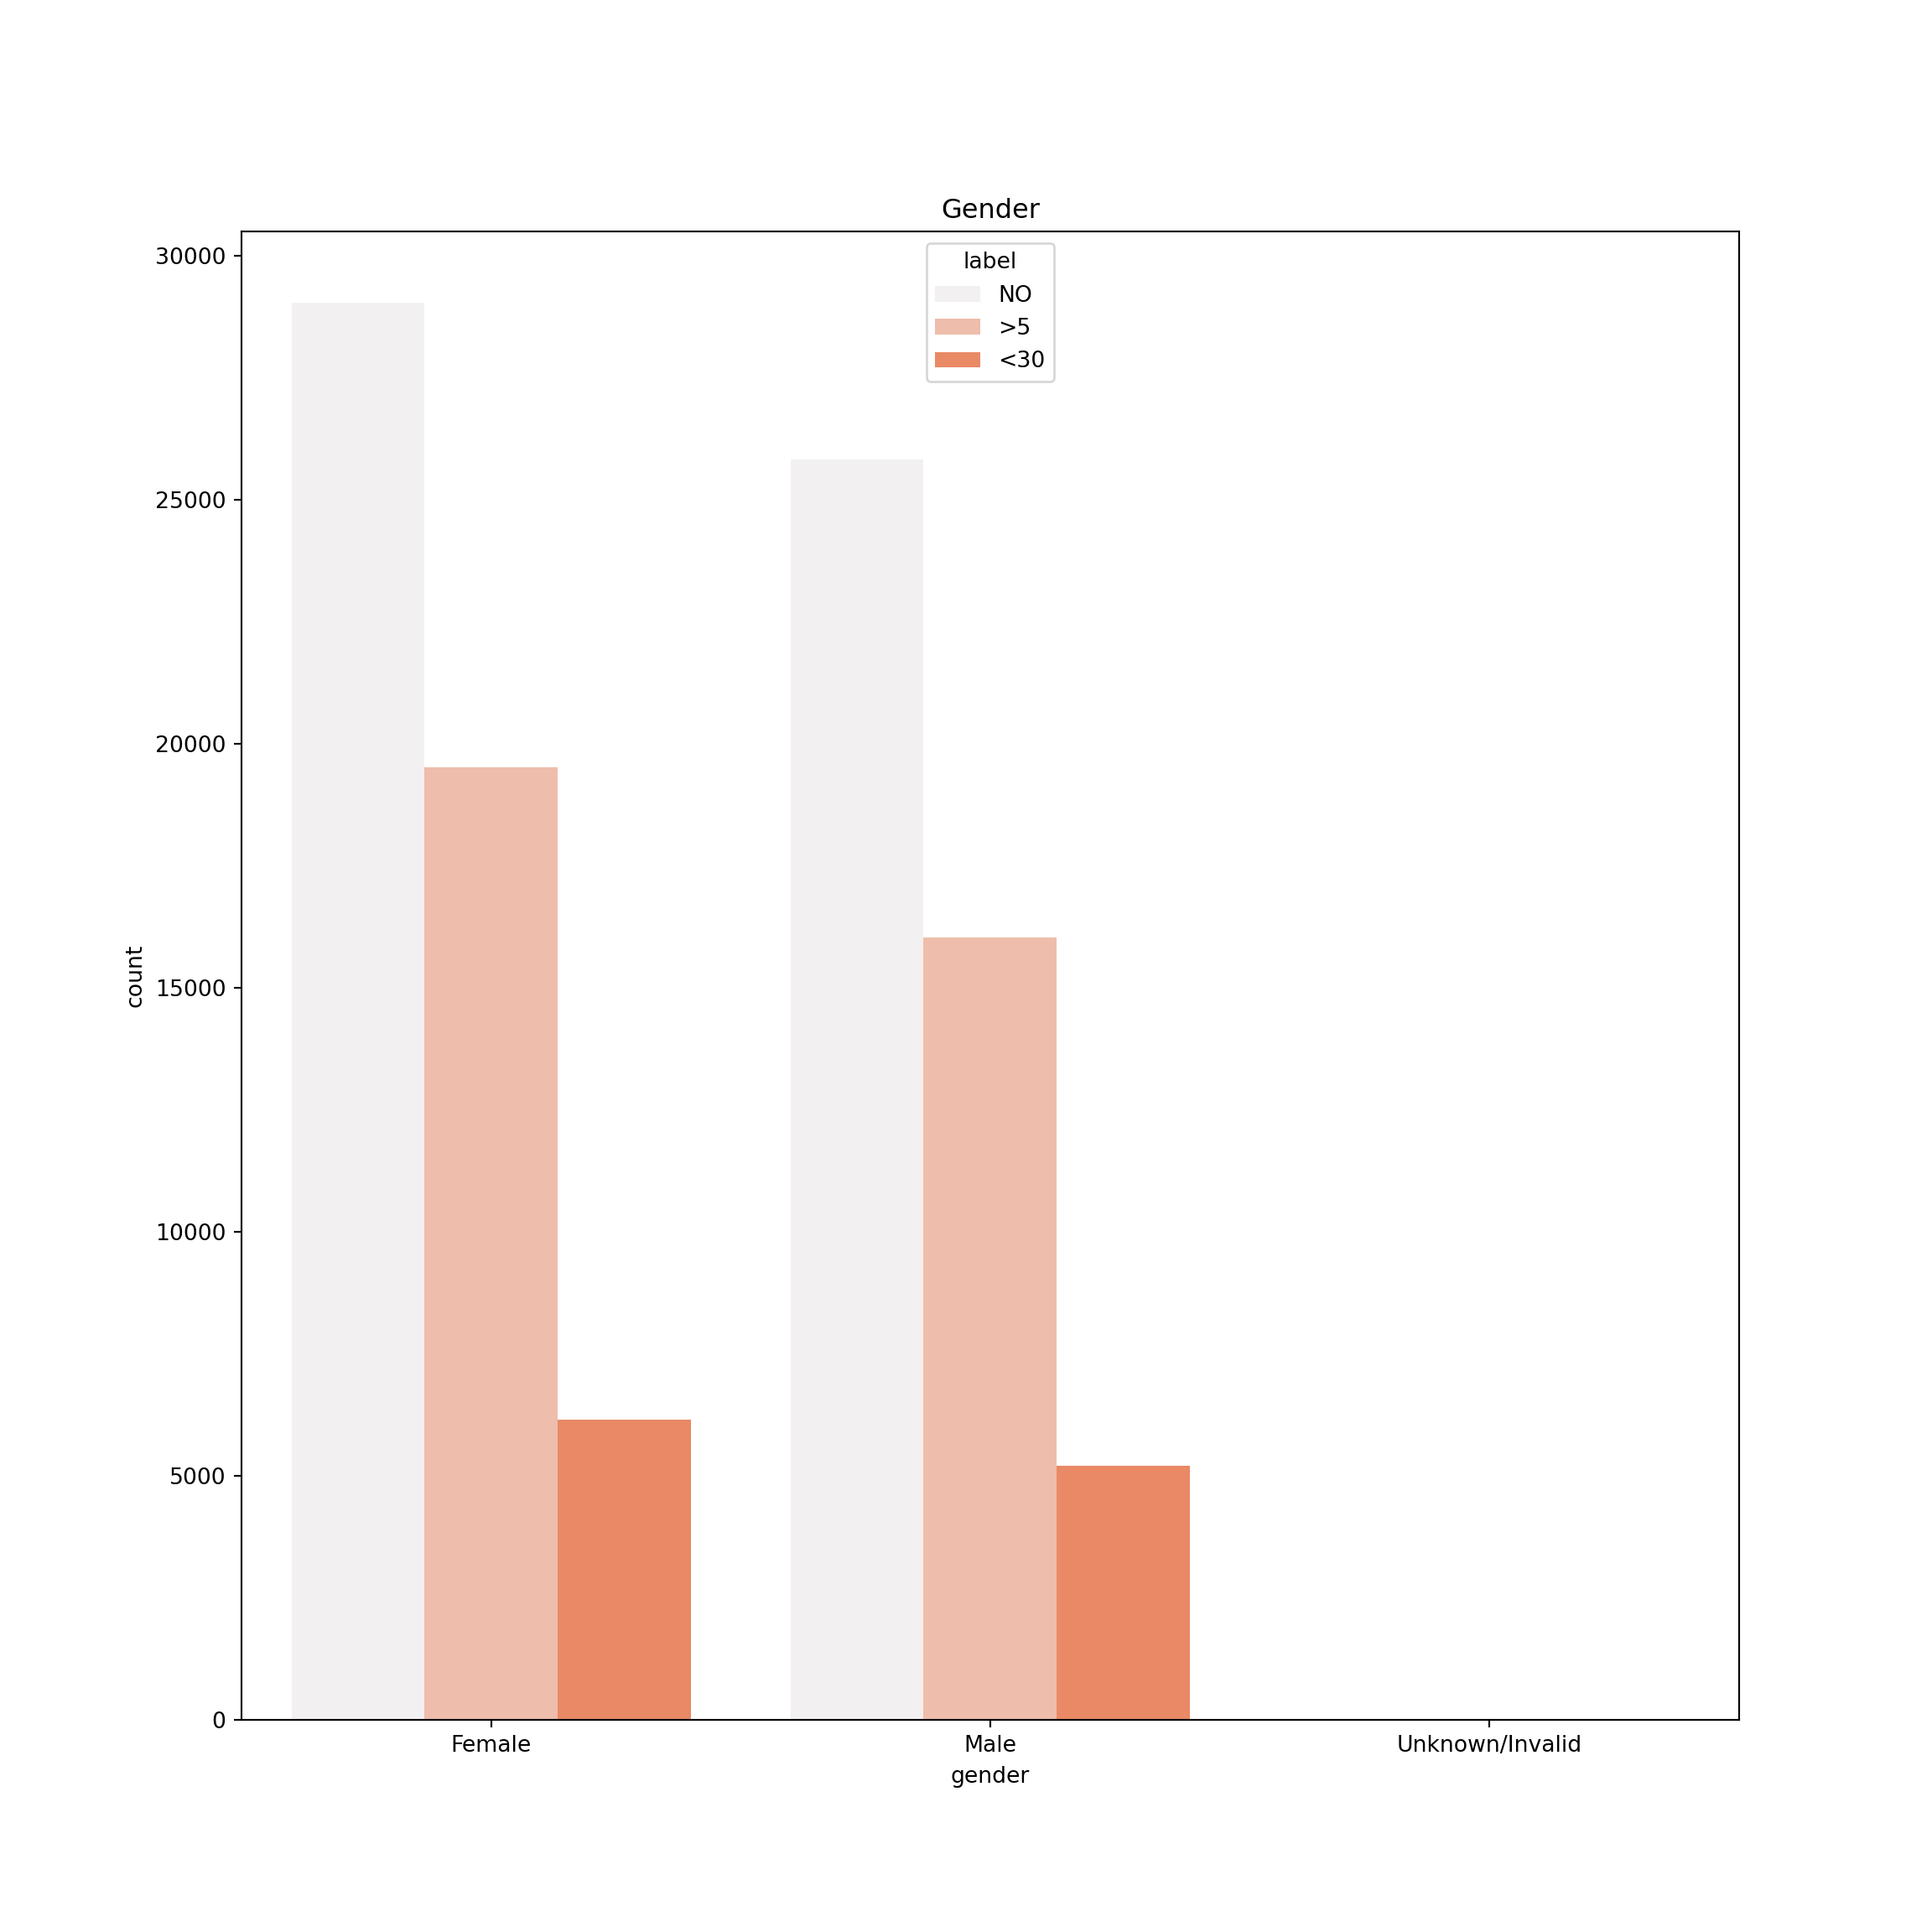 Gender
label
NO
>5
<30
30000
25000
20000
15000
10000
5000
0
count
Female
Male
Unknown/Invalid
gender